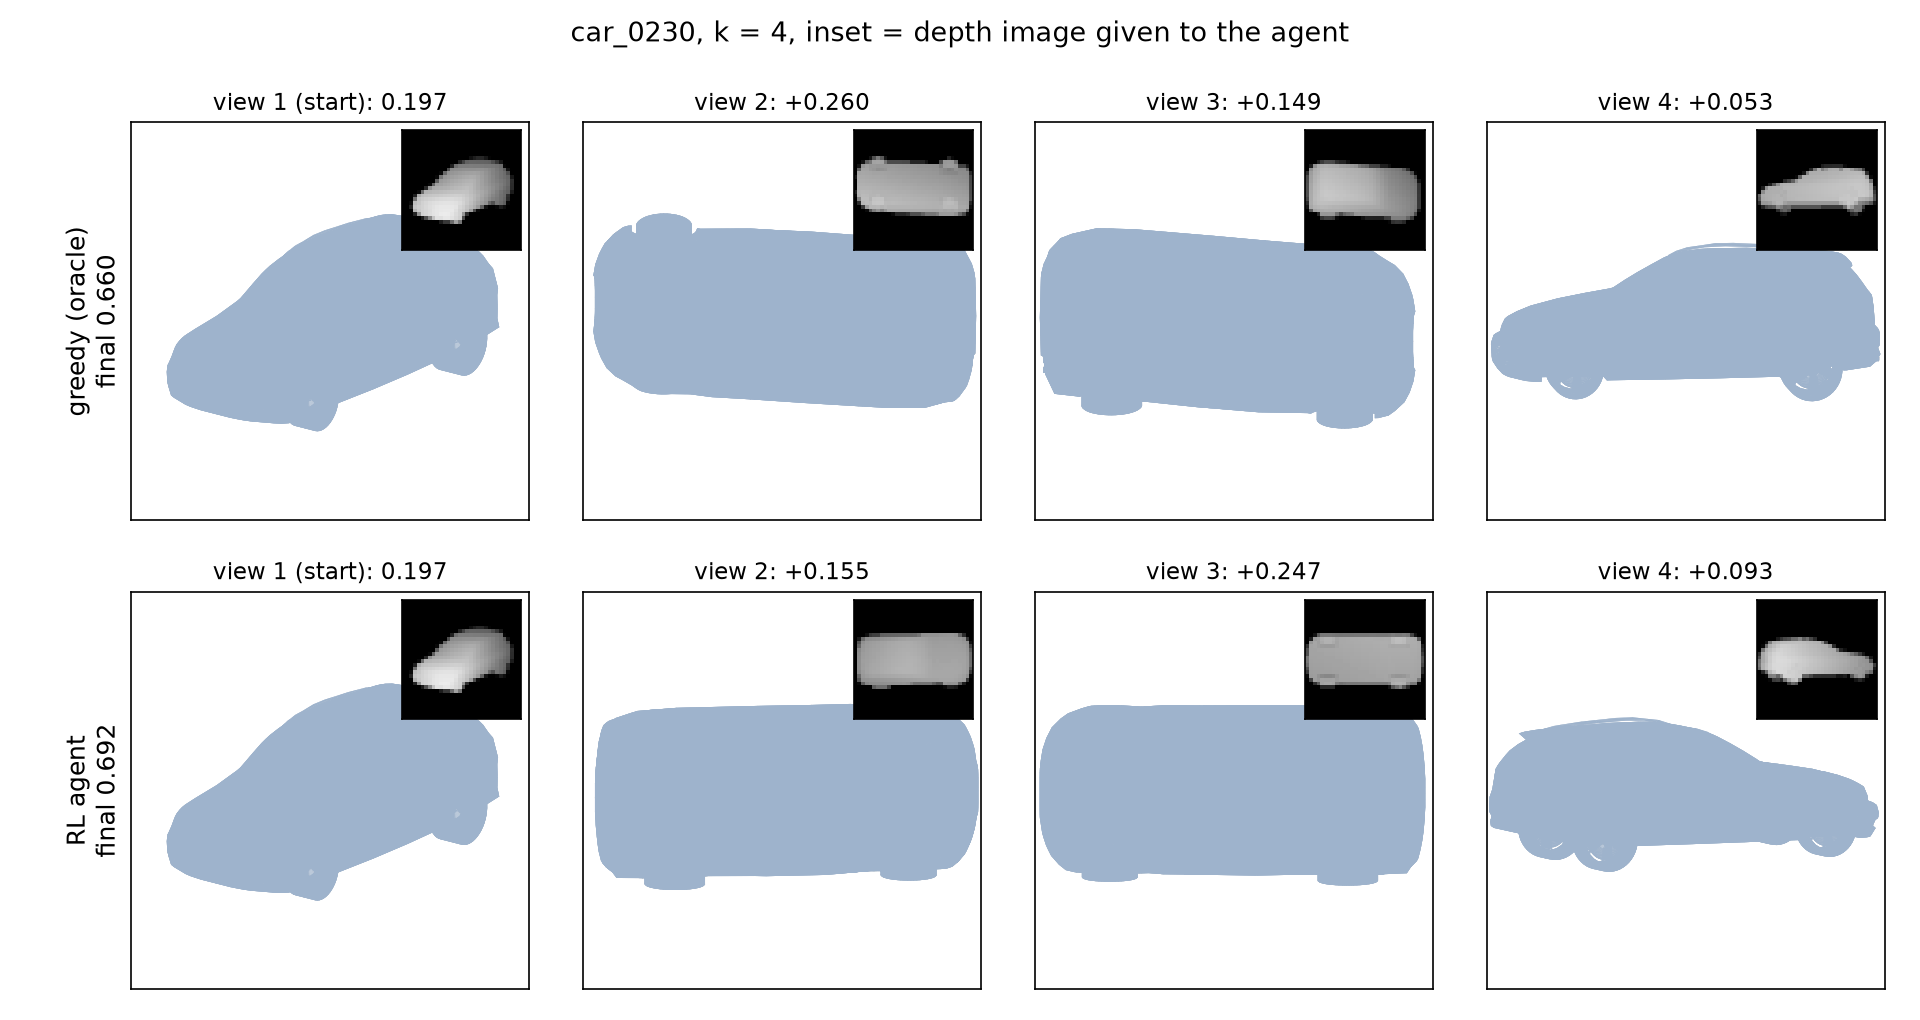 car_0230, k = 4, inset = depth image given to the agent
greedy (oracle)
final 0.660
view 1 (start): 0.197
view 2: +0.260
view 3: +0.149
view 4: +0.053
RL agent
final 0.692
view 1 (start): 0.197
view 2: +0.155
view 3: +0.247
view 4: +0.093